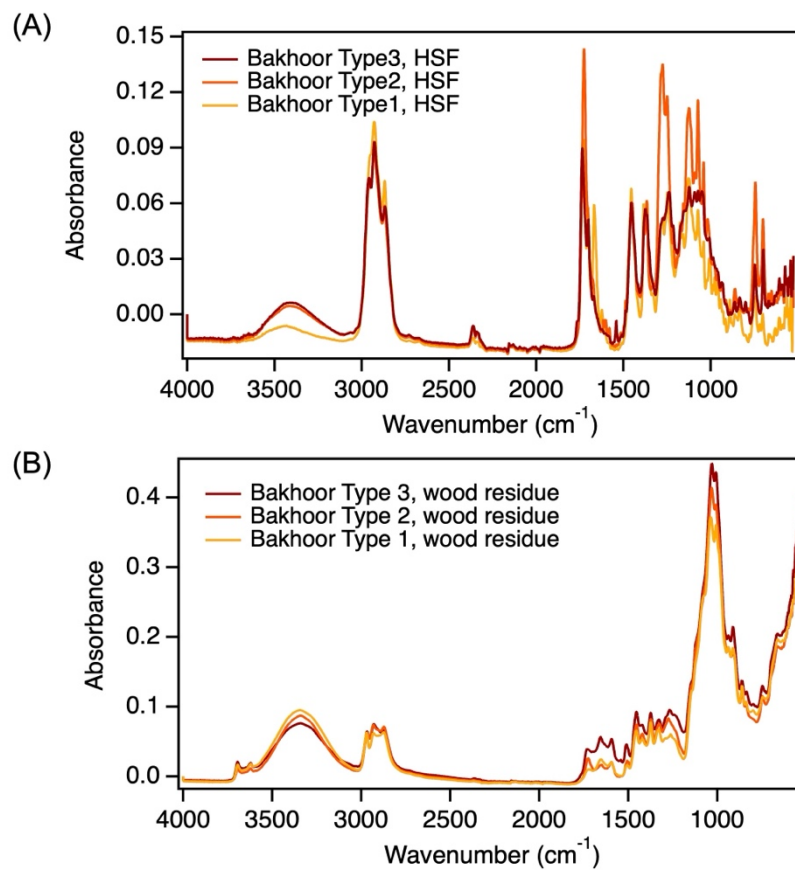 (A)
0.15
0.12
0.09
0.06
0.03
0.00
Absorbance
Bakhoor Type3, HSF
Bakhoor Type2, HSF
Bakhoor Type1, HSF
4000 3500 3000 2500 2000 1500 1000
Wavenumber (cm⁻¹)
(B)
0.4
0.3
0.2
0.1
0.0
Absorbance
Bakhoor Type 3, wood residue
Bakhoor Type 2, wood residue
Bakhoor Type 1, wood residue
4000 3500 3000 2500 2000 1500 1000
Wavenumber (cm⁻¹)